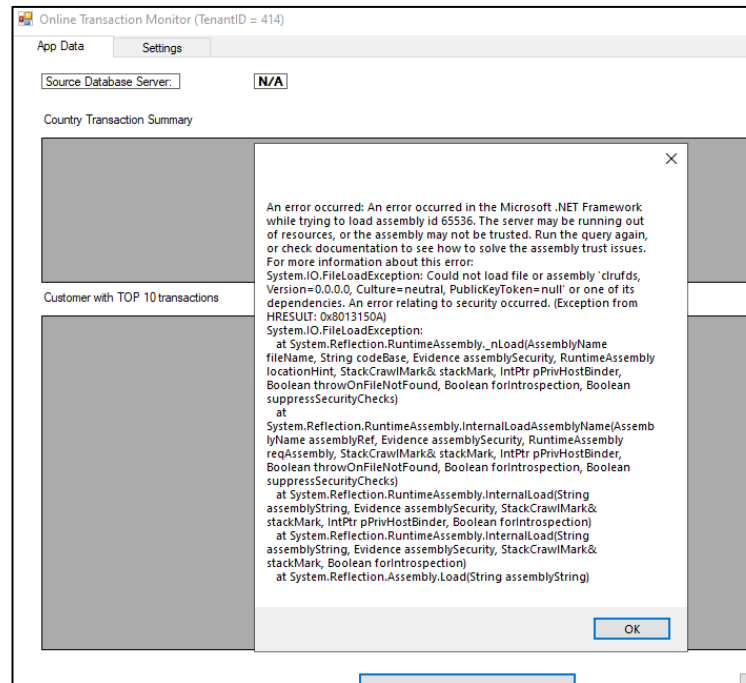 Online Transaction Monitor (TenantID = 414)
App Data
Settings
Source Database Server:
N/A
Country Transaction Summary
An error occurred: An error occurred in the Microsoft .NET Framework
while trying to load assembly id 65536. The server may be running out
of resources, or the assembly may not be trusted. Run the query again,
or check documentation to see how to solve the assembly trust issues.
For more information about this error:
System.IO.FileLoadException: Could not load file or assembly 'clrufds,
Version=0.0.0.0, Culture=neutral, PublicKeyToken=null' or one of its
dependencies. An error relating to security occurred. (Exception from
HRESULT: 0x8013150A)
System.IO.FileLoadException:
at System.Reflection.RuntimeAssembly._nLoad(AssemblyName
fileName, String codeBase, Evidence assemblySecurity, RuntimeAssembly
locationHint, StackCrawlMark& stackMark, IntPtr pPrivHostBinder,
Boolean throwOnFileNotFound, Boolean forIntrospection, Boolean
suppressSecurityChecks)
at
System.Reflection.RuntimeAssembly.InternalLoadAssemblyName(Assemb
lyName assemblyRef, Evidence assemblySecurity, RuntimeAssembly
reqAssembly, StackCrawlMark& stackMark, IntPtr pPrivHostBinder,
Boolean throwOnFileNotFound, Boolean forIntrospection, Boolean
suppressSecurityChecks)
at System.Reflection.RuntimeAssembly.InternalLoad(String
assemblyString, Evidence assemblySecurity, StackCrawlMark&
stackMark, IntPtr pPrivHostBinder, Boolean forIntrospection)
at System.Reflection.RuntimeAssembly.InternalLoad(String
assemblyString, Evidence assemblySecurity, StackCrawlMark&
stackMark, Boolean forIntrospection)
at System.Reflection.Assembly.Load(String assemblyString)
Customer with TOP 10 transactions
OK